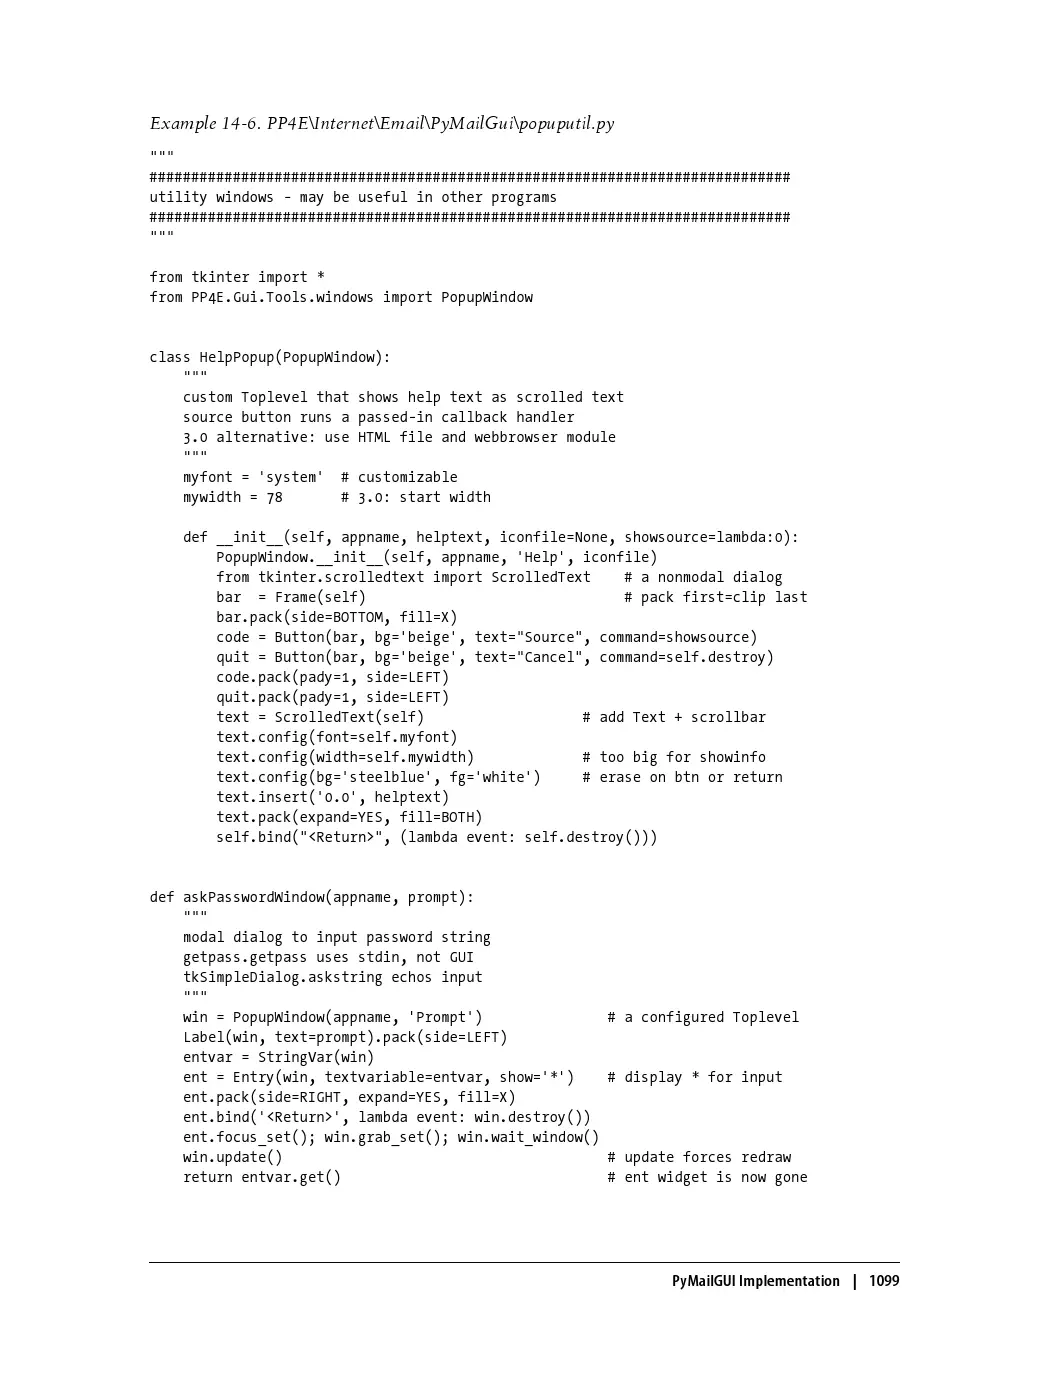 Example 14-6. PP4E\Internet\Email\PyMailGui\popuputil.py
"""
#############################################################################
utility windows - may be useful in other programs
#############################################################################
"""
from tkinter import *
from PP4E.Gui.Tools.windows import PopupWindow
class HelpPopup(PopupWindow):
    """
    custom Toplevel that shows help text as scrolled text
    source button runs a passed-in callback handler
    3.0 alternative: use HTML file and webbrowser module
    """
    myfont = 'system'  # customizable
    mywidth = 78       # 3.0: start width
    def __init__(self, appname, helptext, iconfile=None, showsource=lambda:0):
        PopupWindow.__init__(self, appname, 'Help', iconfile)
        from tkinter.scrolledtext import ScrolledText    # a nonmodal dialog
        bar  = Frame(self)                               # pack first=clip last
        bar.pack(side=BOTTOM, fill=X)
        code = Button(bar, bg='beige', text="Source", command=showsource)
        quit = Button(bar, bg='beige', text="Cancel", command=self.destroy)
        code.pack(pady=1, side=LEFT)
        quit.pack(pady=1, side=LEFT)
        text = ScrolledText(self)                   # add Text + scrollbar
        text.config(font=self.myfont)
        text.config(width=self.mywidth)             # too big for showinfo
        text.config(bg='steelblue', fg='white')     # erase on btn or return
        text.insert('0.0', helptext)
        text.pack(expand=YES, fill=BOTH)
        self.bind("<Return>", (lambda event: self.destroy()))
def askPasswordWindow(appname, prompt):
    """
    modal dialog to input password string
    getpass.getpass uses stdin, not GUI
    tkSimpleDialog.askstring echos input
    """
    win = PopupWindow(appname, 'Prompt')               # a configured Toplevel
    Label(win, text=prompt).pack(side=LEFT)
    entvar = StringVar(win)
    ent = Entry(win, textvariable=entvar, show='*')    # display * for input
    ent.pack(side=RIGHT, expand=YES, fill=X)
    ent.bind('<Return>', lambda event: win.destroy())
    ent.focus_set(); win.grab_set(); win.wait_window()
    win.update()                                       # update forces redraw
    return entvar.get()                                # ent widget is now gone
PyMailGUI Implementation | 1099